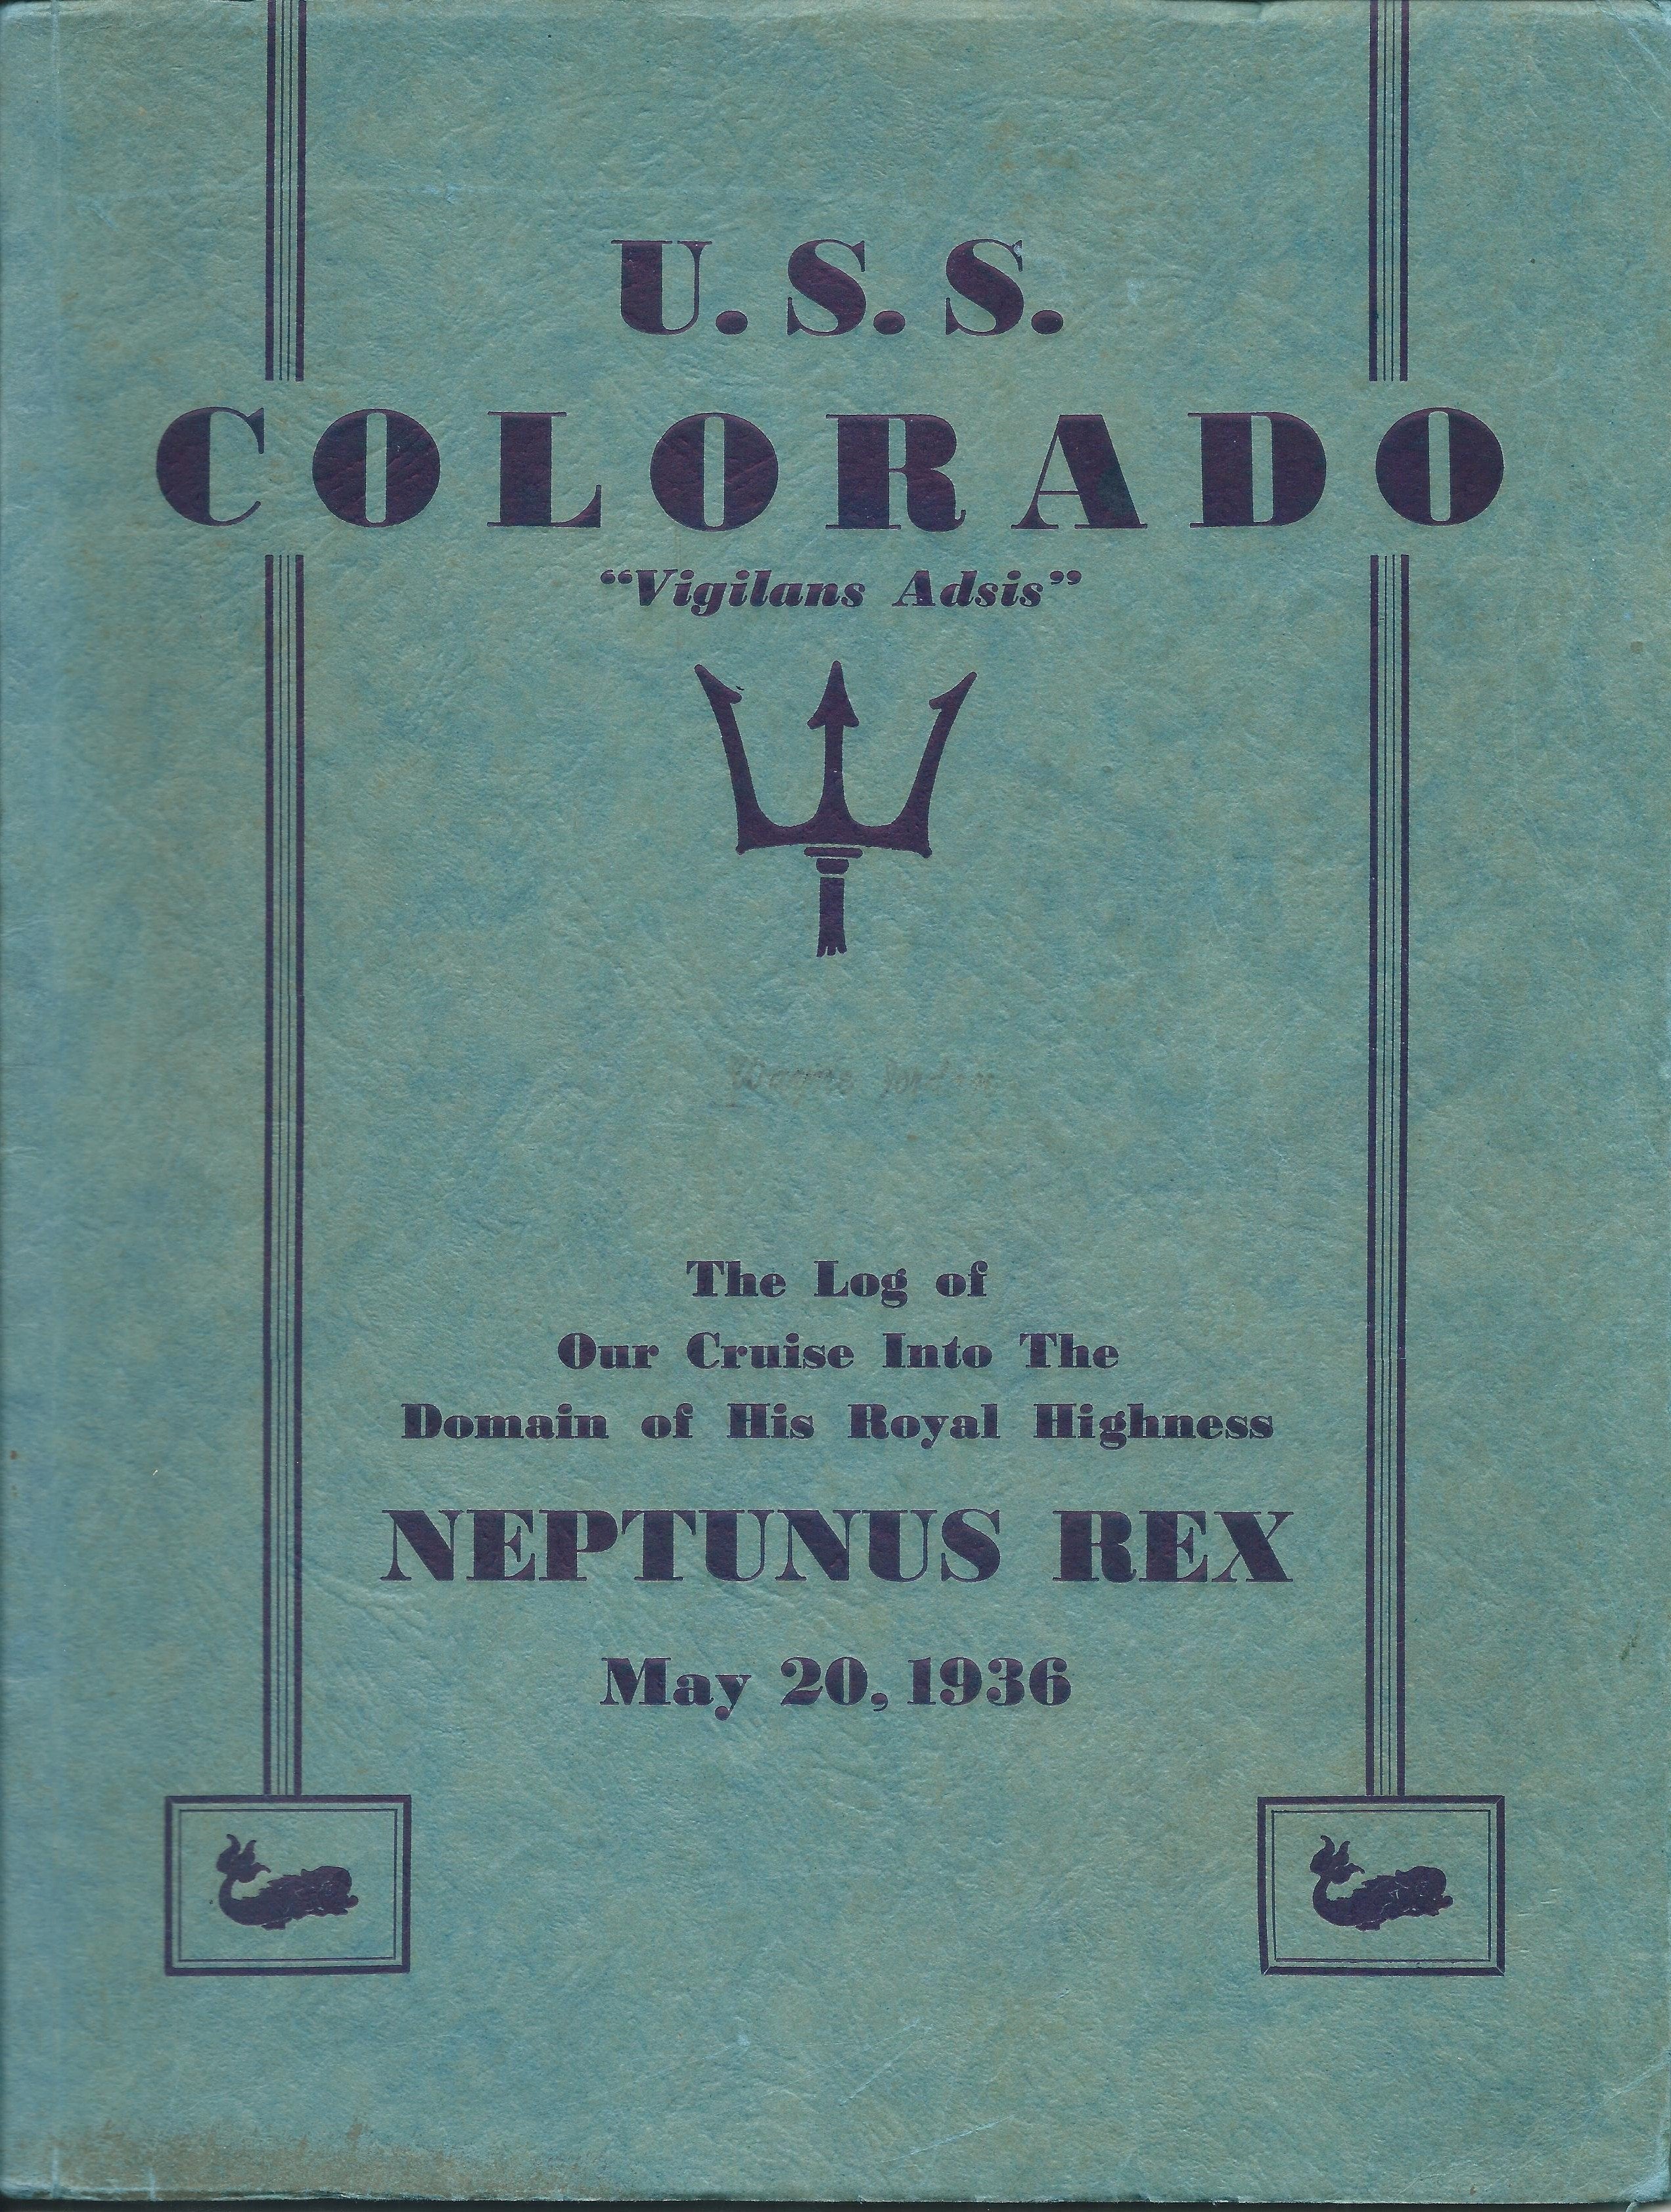 U. S. S.
COLORADO
“Vigilans Adsis”
The Log of
Our Cruise Into The
Domain of His Royal Highness
NEPTUNUS REX
May 20, 1936